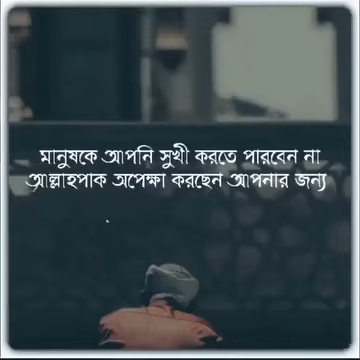 মানুষকে আপনি সুখী করতে পারবেন না
আল্লাহপাক অপেক্ষা করছেন আপনার জন্য